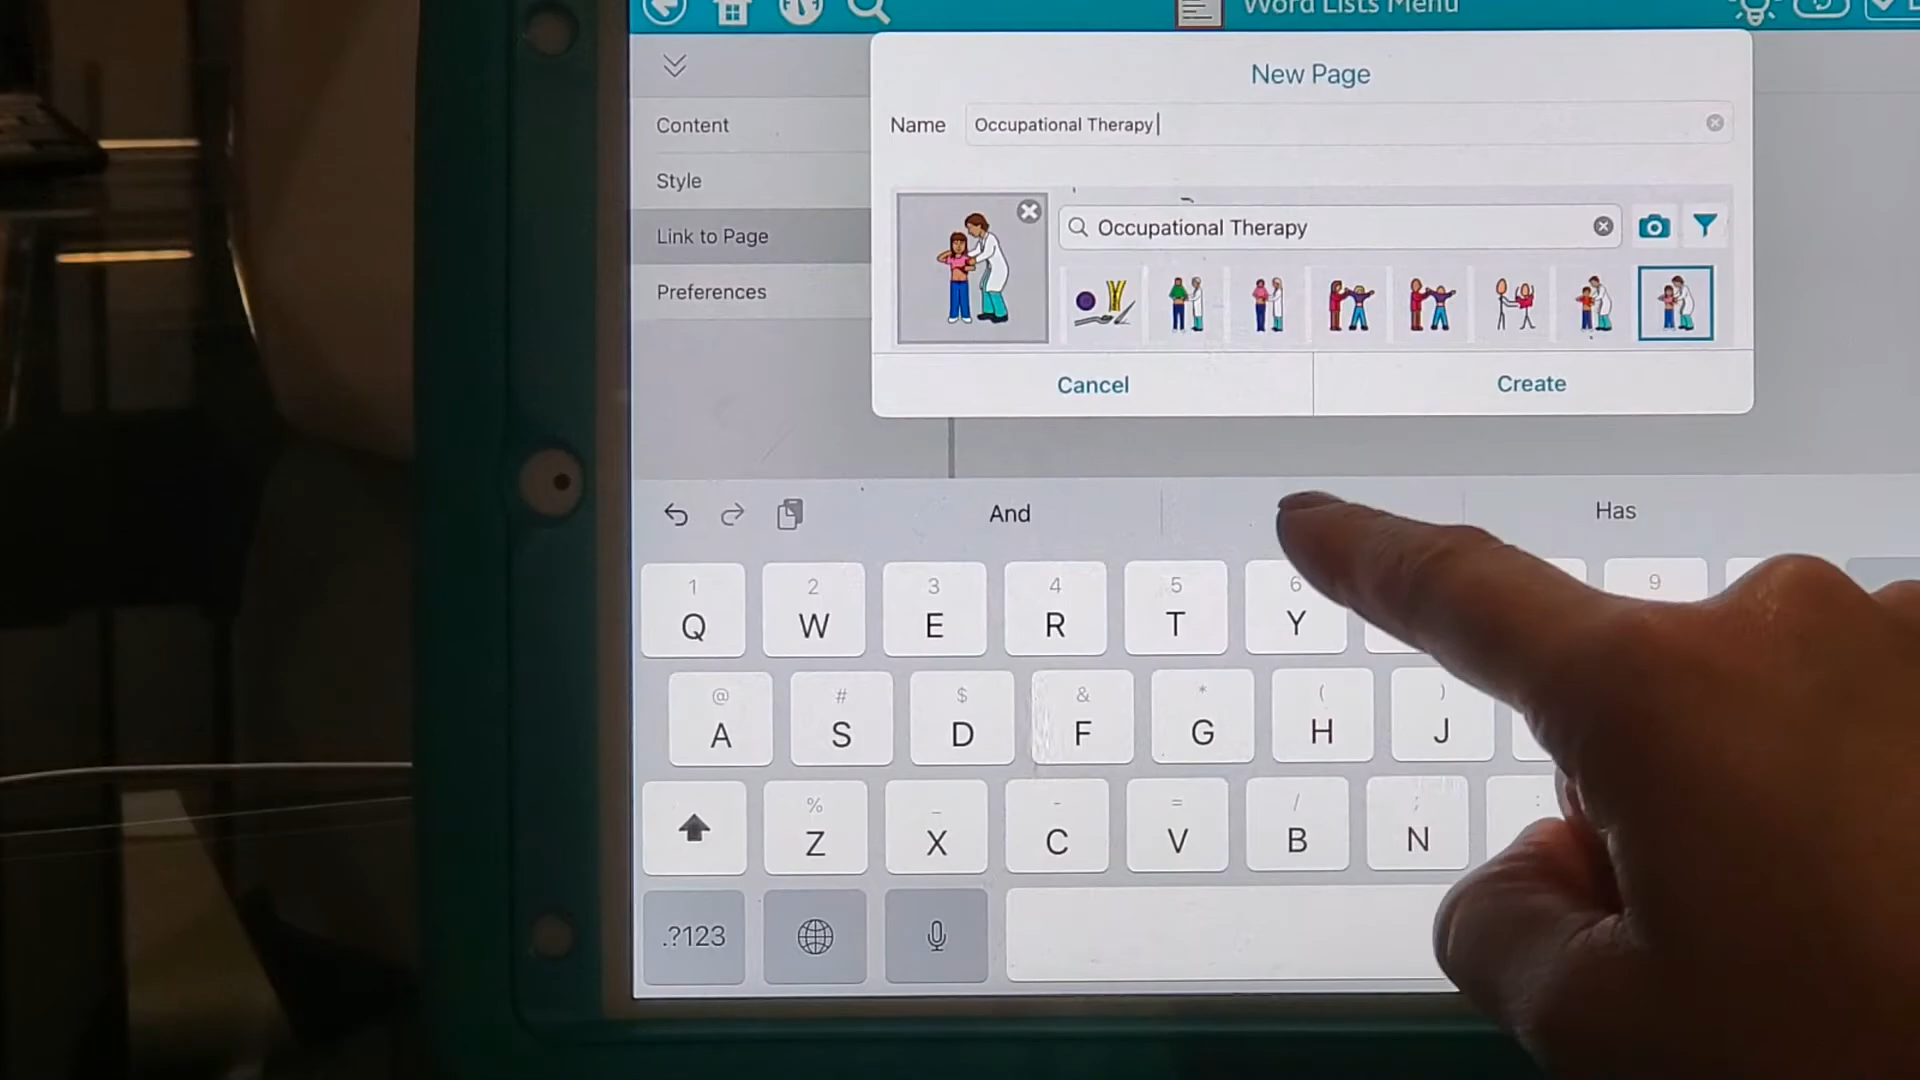 Word Lists Menu
New Page
Name Occupational Therapy
Content
Style
Link to Page
Preferences
Occupational Therapy
Cancel Create
And Has
1 2 3 4 5 6 9
Q W E R T Y
@ # $ & * ( )
A S D F G H J
% _ - = / ; :
Z X C V B N
.?123